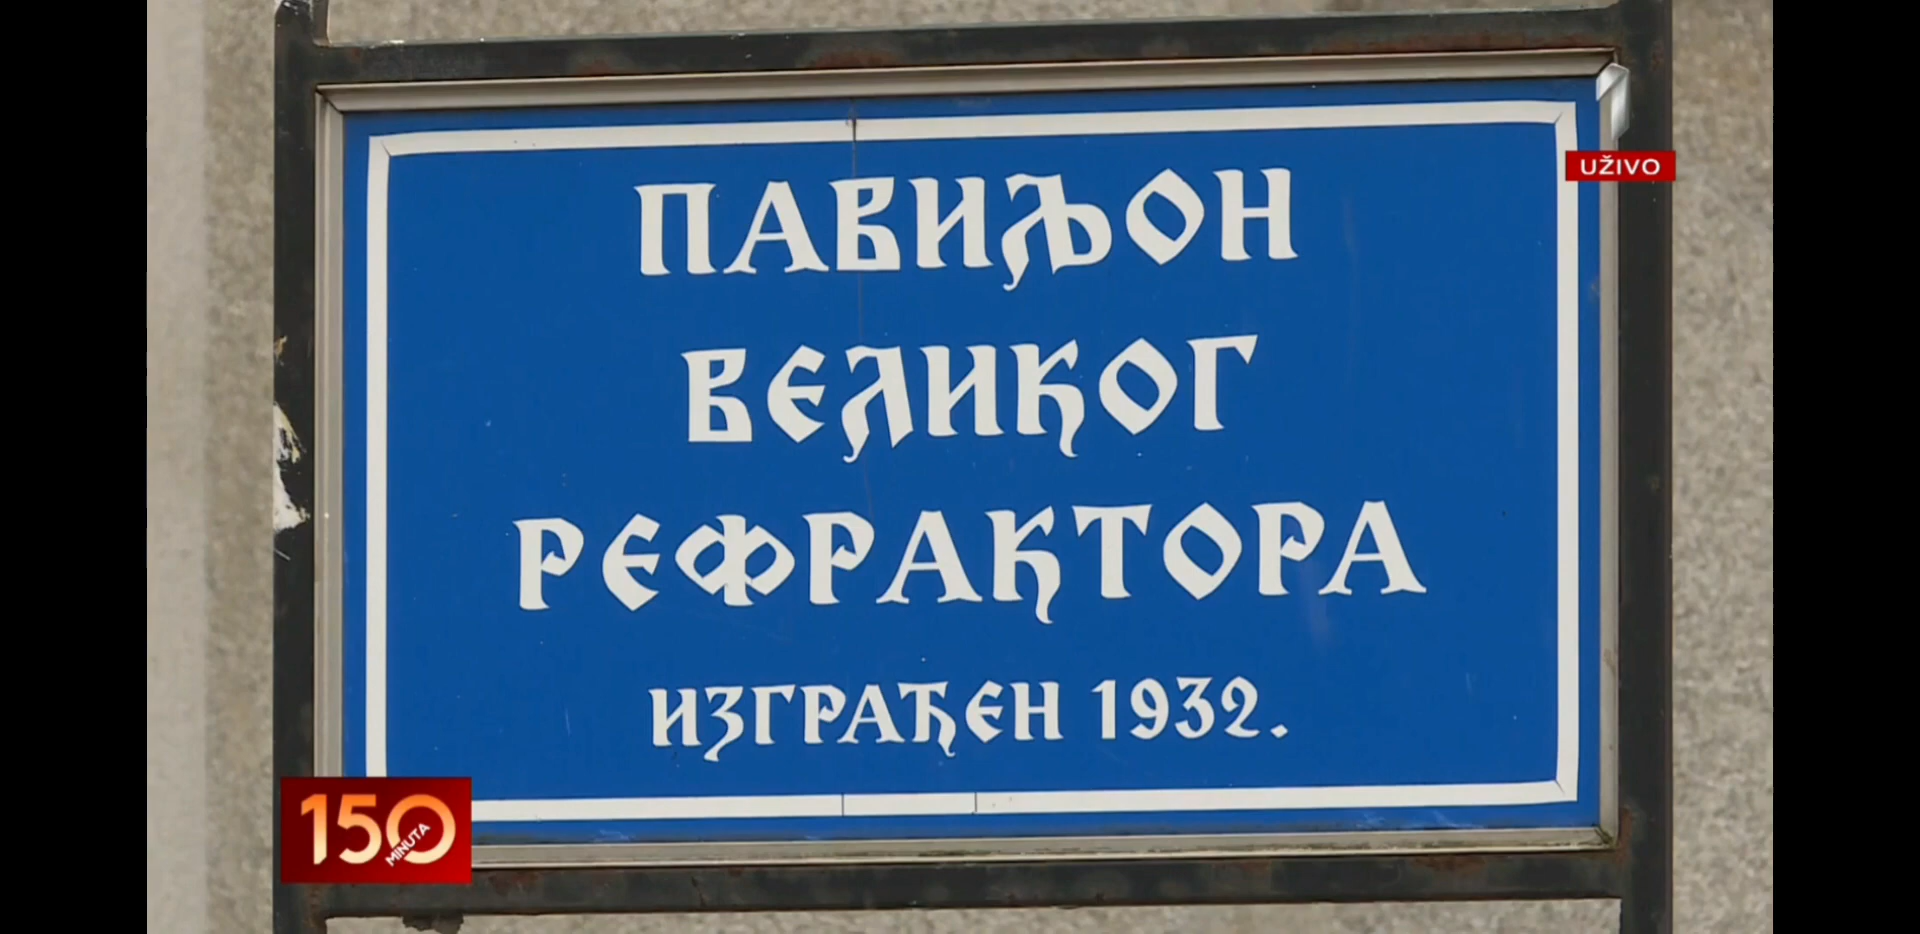 ПАВИЉОН
UŽIVO
ВЕЛИКОГ
РЕФРАКТОРА
ИЗГРАЂЕН 1932.
150
MINUTA